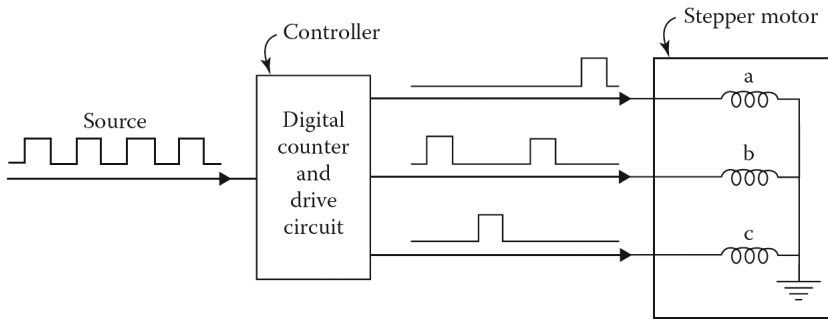 Stepper motor
Controller
a
Source
Digital
counter
and
drive
circuit
b
c